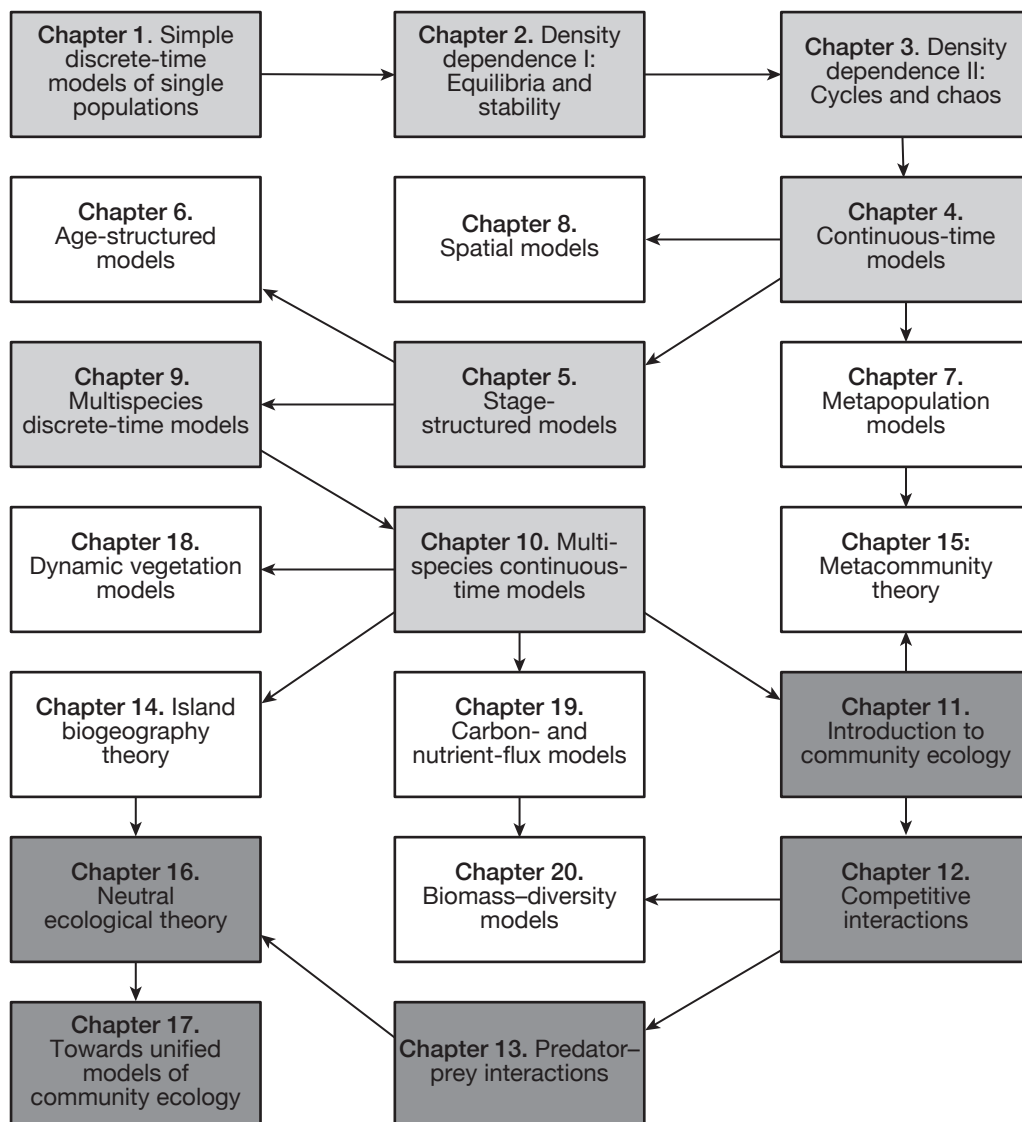 Chapter 1. Simple
discrete-time
models of single
populations
Chapter 2. Density
dependence I:
Equilibria and
stability
Chapter 3. Density
dependence II:
Cycles and chaos
Chapter 6.
Age-structured
models
Chapter 8.
Spatial models
Chapter 4.
Continuous-time
models
Chapter 9.
Multispecies
discrete-time models
Chapter 5.
Stage-
structured models
Chapter 7.
Metapopulation
models
Chapter 18.
Dynamic vegetation
models
Chapter 10. Multi-
species continuous-
time models
Chapter 15:
Metacommunity
theory
Chapter 14. Island
biogeography
theory
Chapter 19.
Carbon- and
nutrient-flux models
Chapter 11.
Introduction to
community ecology
Chapter 16.
Neutral
ecological theory
Chapter 20.
Biomass–diversity
models
Chapter 12.
Competitive
interactions
Chapter 17.
Towards unified
models of
community ecology
Chapter 13. Predator–
prey interactions